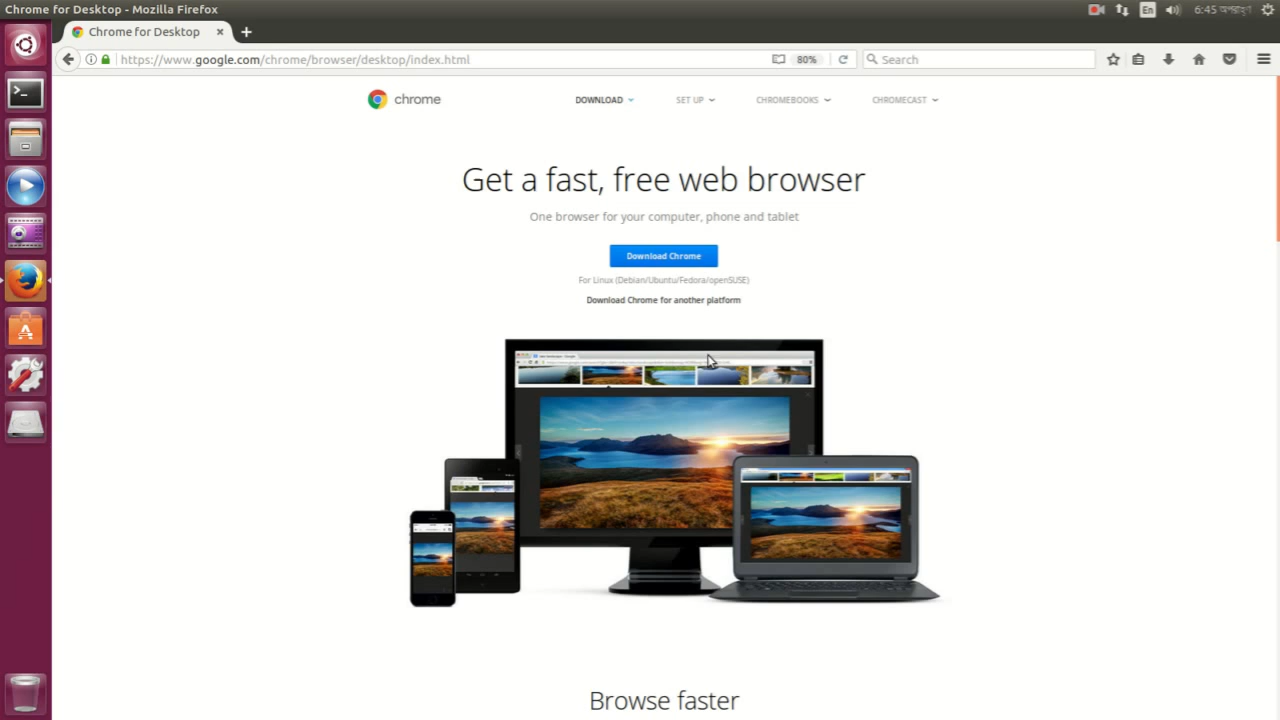 Chrome for Desktop - Mozilla Firefox
En
6:45 অপরাহ্ণ
Chrome for Desktop
https://www.google.com/chrome/browser/desktop/index.html
80%
Search
chrome
DOWNLOAD
SET UP
CHROMEBOOKS
CHROMECAST
Get a fast, free web browser
One browser for your computer, phone and tablet
Download Chrome
For Linux (Debian/Ubuntu/Fedora/openSUSE)
Download Chrome for another platform
Browse faster